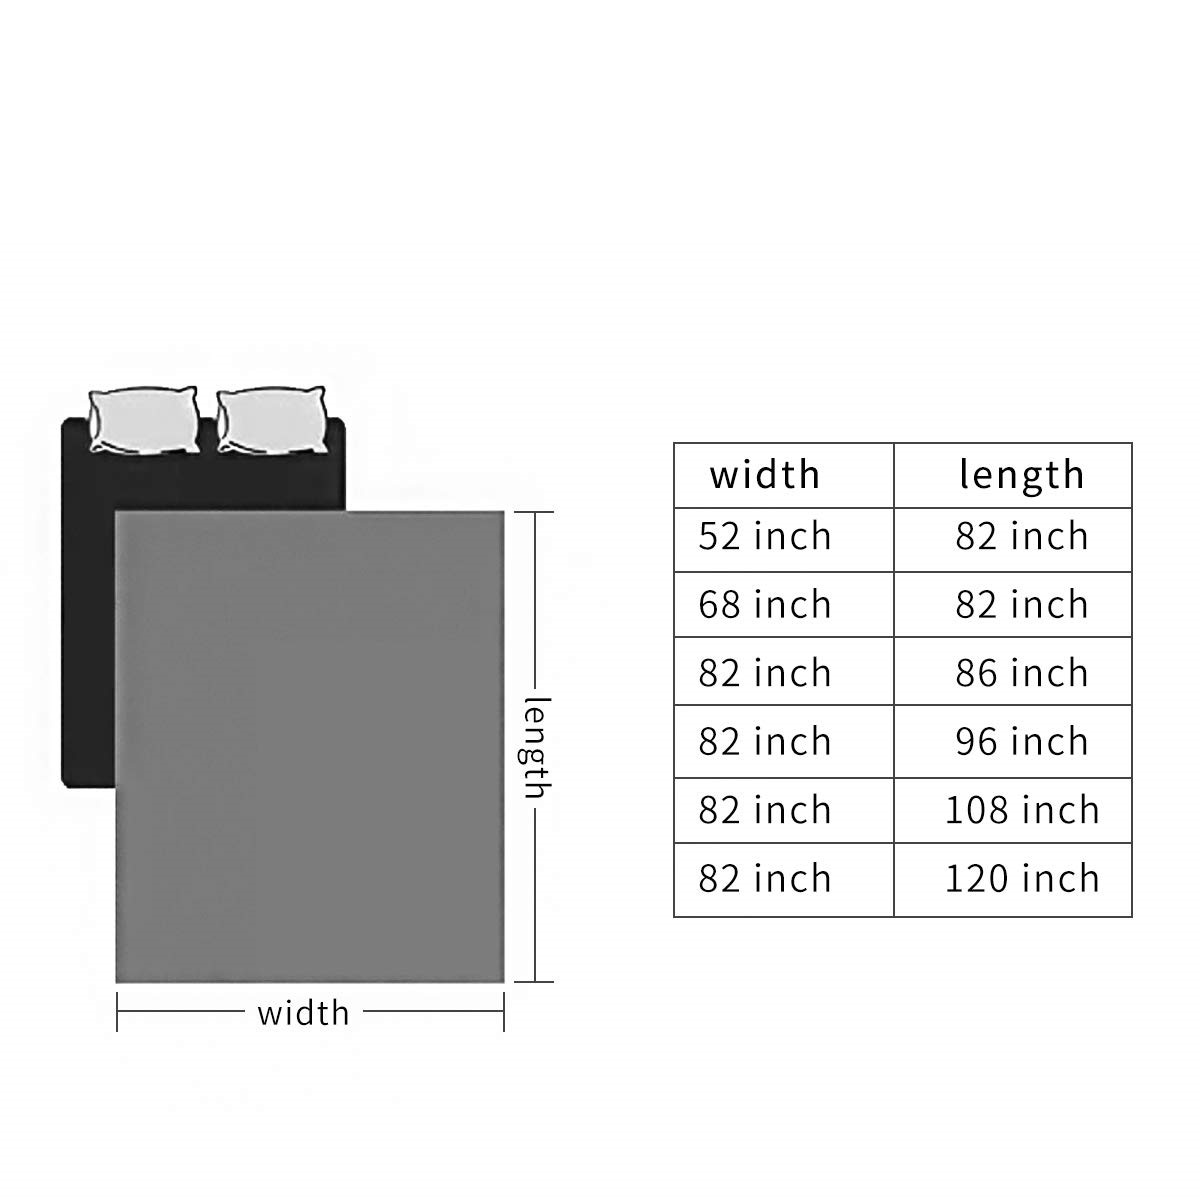 width length
52 inch 82 inch
68 inch 82 inch
82 inch 86 inch
82 inch 96 inch
82 inch 108 inch
82 inch 120 inch
length
width